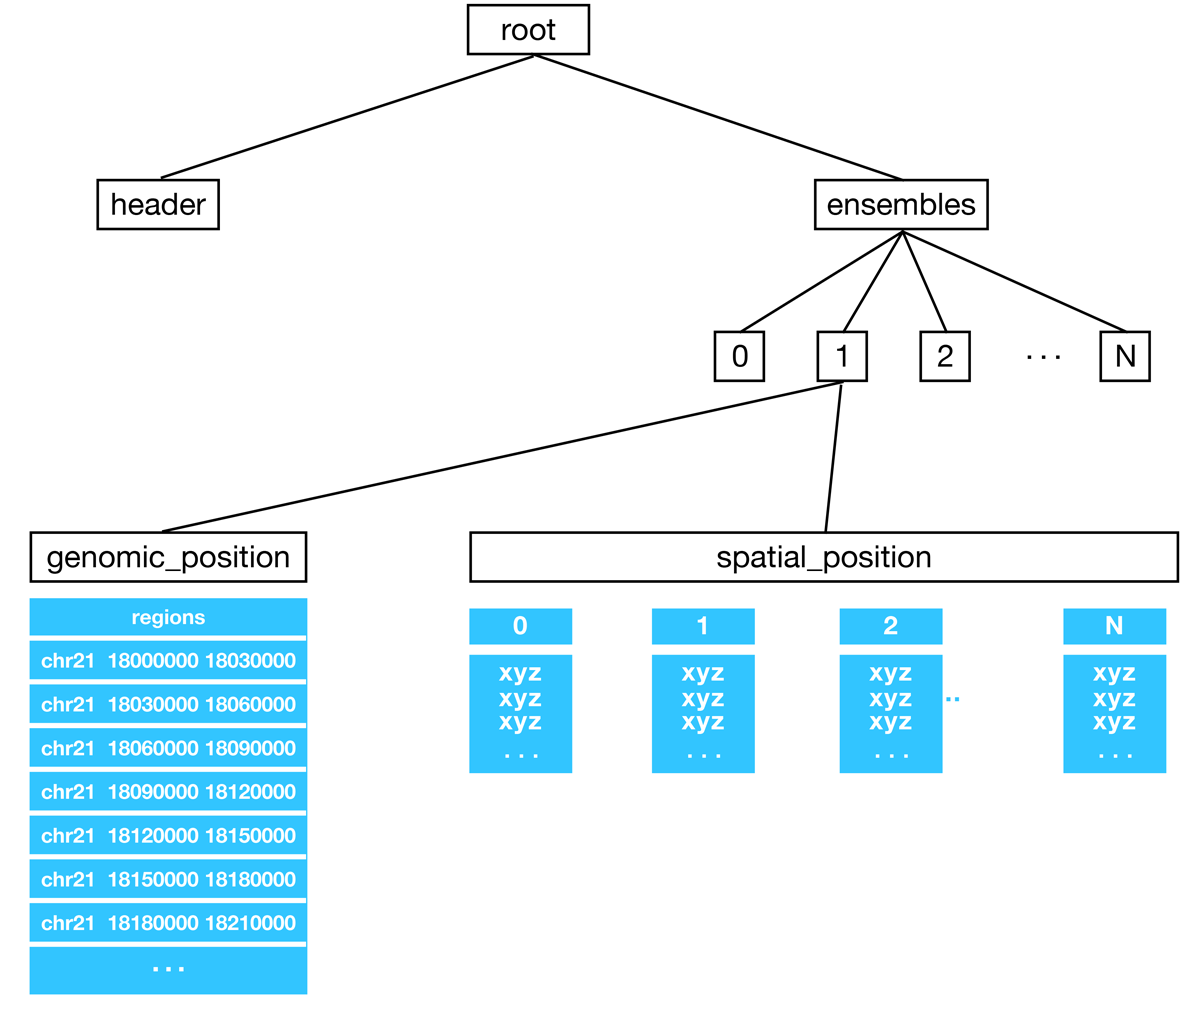 root
header
ensembles
0 1 2 ... N
genomic_position
spatial_position
regions
chr21 18000000 18030000
chr21 18030000 18060000
chr21 18060000 18090000
chr21 18090000 18120000
chr21 18120000 18150000
chr21 18150000 18180000
chr21 18180000 18210000
...
0
xyz
xyz
xyz
...
1
xyz
xyz
xyz
...
2
xyz
xyz
xyz
...
..
N
xyz
xyz
xyz
...